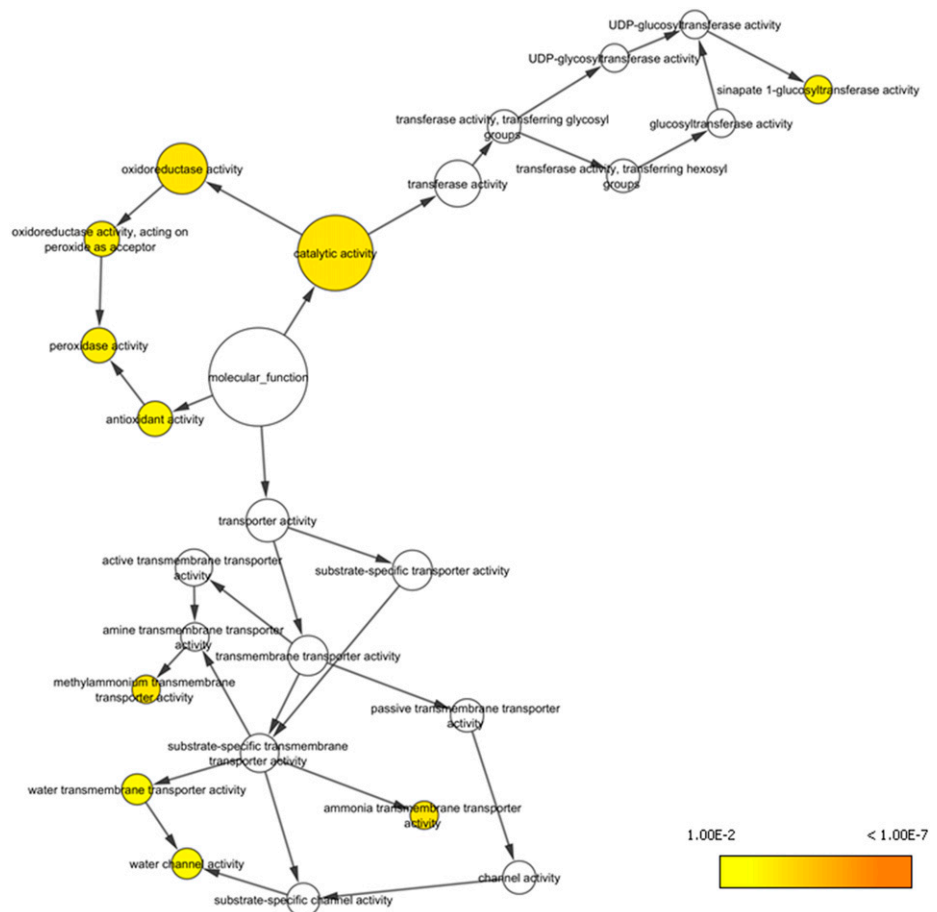 UDP-glucosyltransferase activity
UDP-glycosyltransferase activity
sinapate 1-glucosyltransferase activity
transferase activity, transferring glycosyl
groups
glucosyltransferase activity
oxidoreductase activity
transferase activity, transferring hexosyl
groups
transferase activity
oxidoreductase activity, acting on
peroxide as acceptor
catalytic activity
peroxidase activity
molecular_function
antioxidant activity
transporter activity
active transmembrane transporter
activity
substrate-specific transporter activity
amine transmembrane transporter
activity
transmembrane transporter activity
methylammonium transmembrane
transporter activity
passive transmembrane transporter
activity
substrate-specific transmembrane
transporter activity
water transmembrane transporter activity
ammonia transmembrane transporter
activity
1.00E-2
< 1.00E-7
water channel activity
channel activity
substrate-specific channel activity